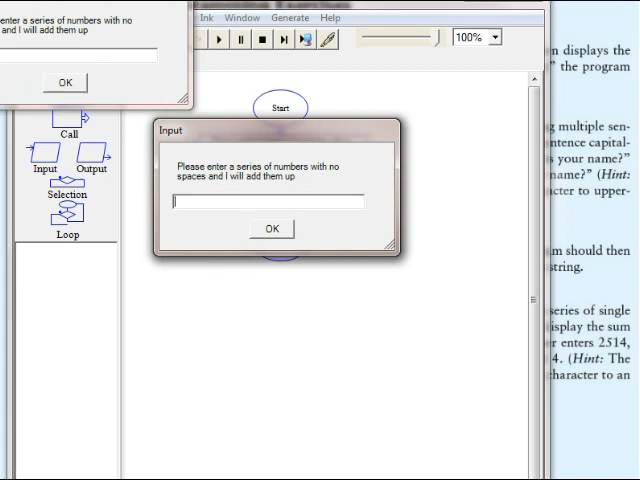 Programming Exercises
enter a series of numbers with no
and I will add them up
OK
Ink Window Generate Help
100%
Start
Call
Input Output
Selection
Loop
Input
Please enter a series of numbers with no
spaces and I will add them up
OK
n displays the
" the program
g multiple sen-
ntence capital-
s your name?"
name?" (Hint:
acter to upper-
m should then
string.
series of single
isplay the sum
r enters 2514,
4. (Hint: The
character to an